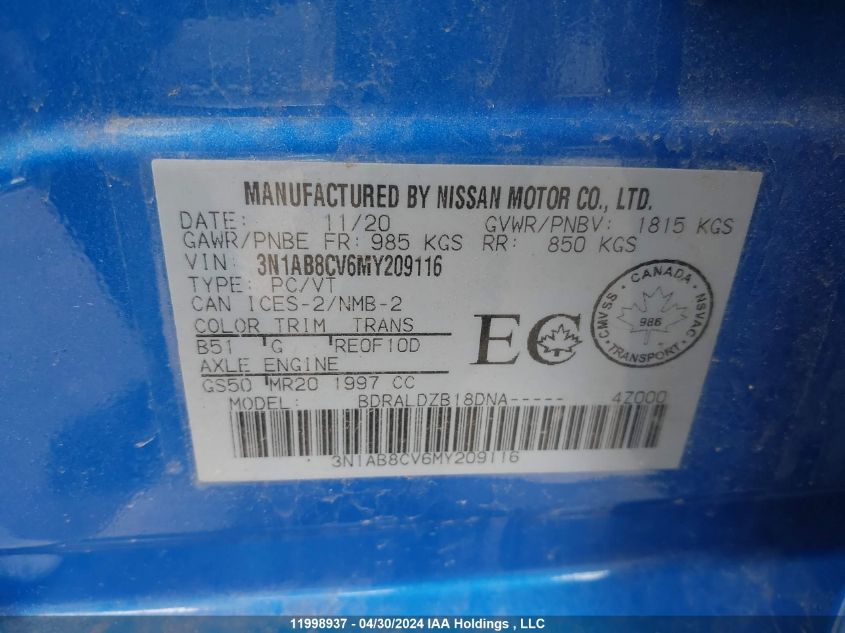 MANUFACTURED BY NISSAN MOTOR CO., LTD.
DATE: 11/20 GVWR/PNBV: 1815 KGS
GAWR/PNBE FR: 985 KGS RR: 850 KGS
VIN: 3N1AB8CV6MY209116
TYPE: PC/VT
CAN ICES-2/NMB-2
COLOR TRIM TRANS
B51 G RE0F10D
AXLE ENGINE
GS50 MR20 1997 CC
EC
CANADA
CMVSS 986 NSVAC
TRANSPORT
MODEL: BDRALDZB18DNA----- 4Z000
3N1AB8CV6MY209116
11998937 - 04/30/2024 IAA Holdings , LLC